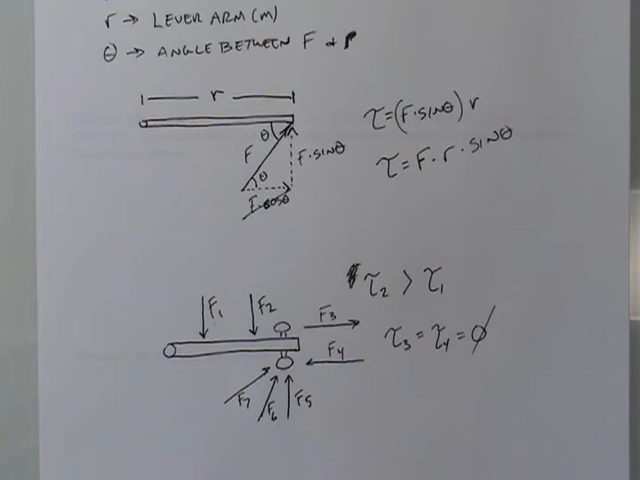 r → LEVER ARM (m)
θ → ANGLE BETWEEN F & r
r
θ
F
F·sinθ
θ
F·cosθ
τ=(F·sinθ) r
τ=F·r·sinθ
τ2 > τ1
F1
F2
F3
τ3=τ4=0
F4
F7
F6
F5